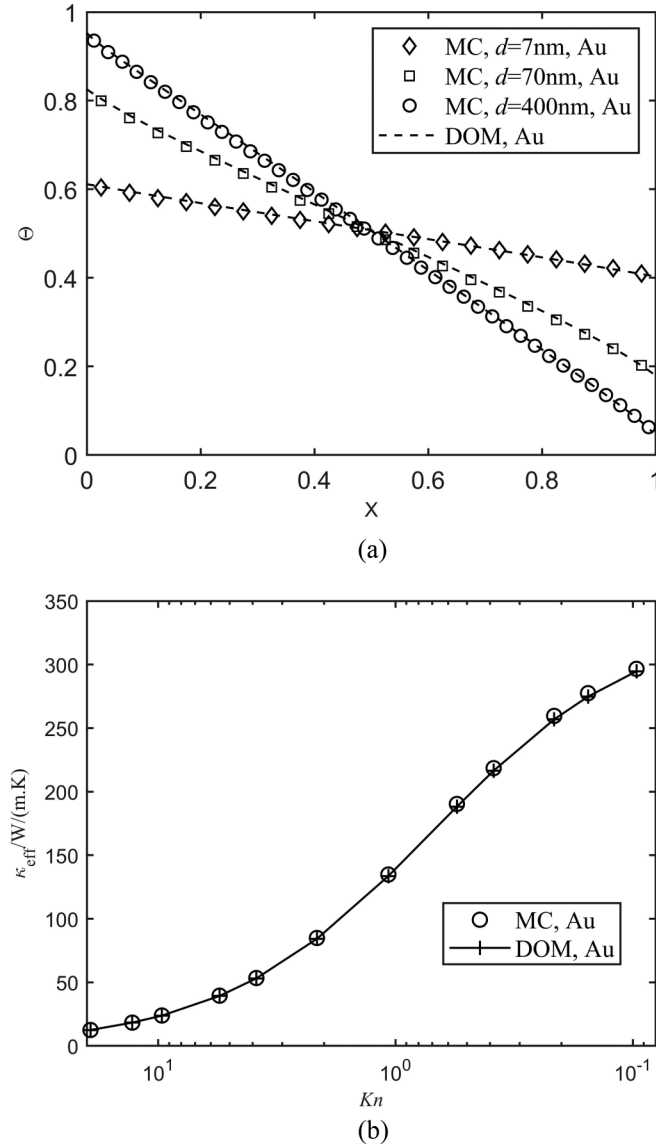 1
0.8
0.6
0.4
0.2
0
Θ
MC, d=7nm, Au
MC, d=70nm, Au
MC, d=400nm, Au
DOM, Au
0 0.2 0.4 0.6 0.8 1
X
(a)
350
300
250
200
150
100
50
0
κeff/W/(m.K)
MC, Au
DOM, Au
10¹ 10⁰ 10⁻¹
Kn
(b)